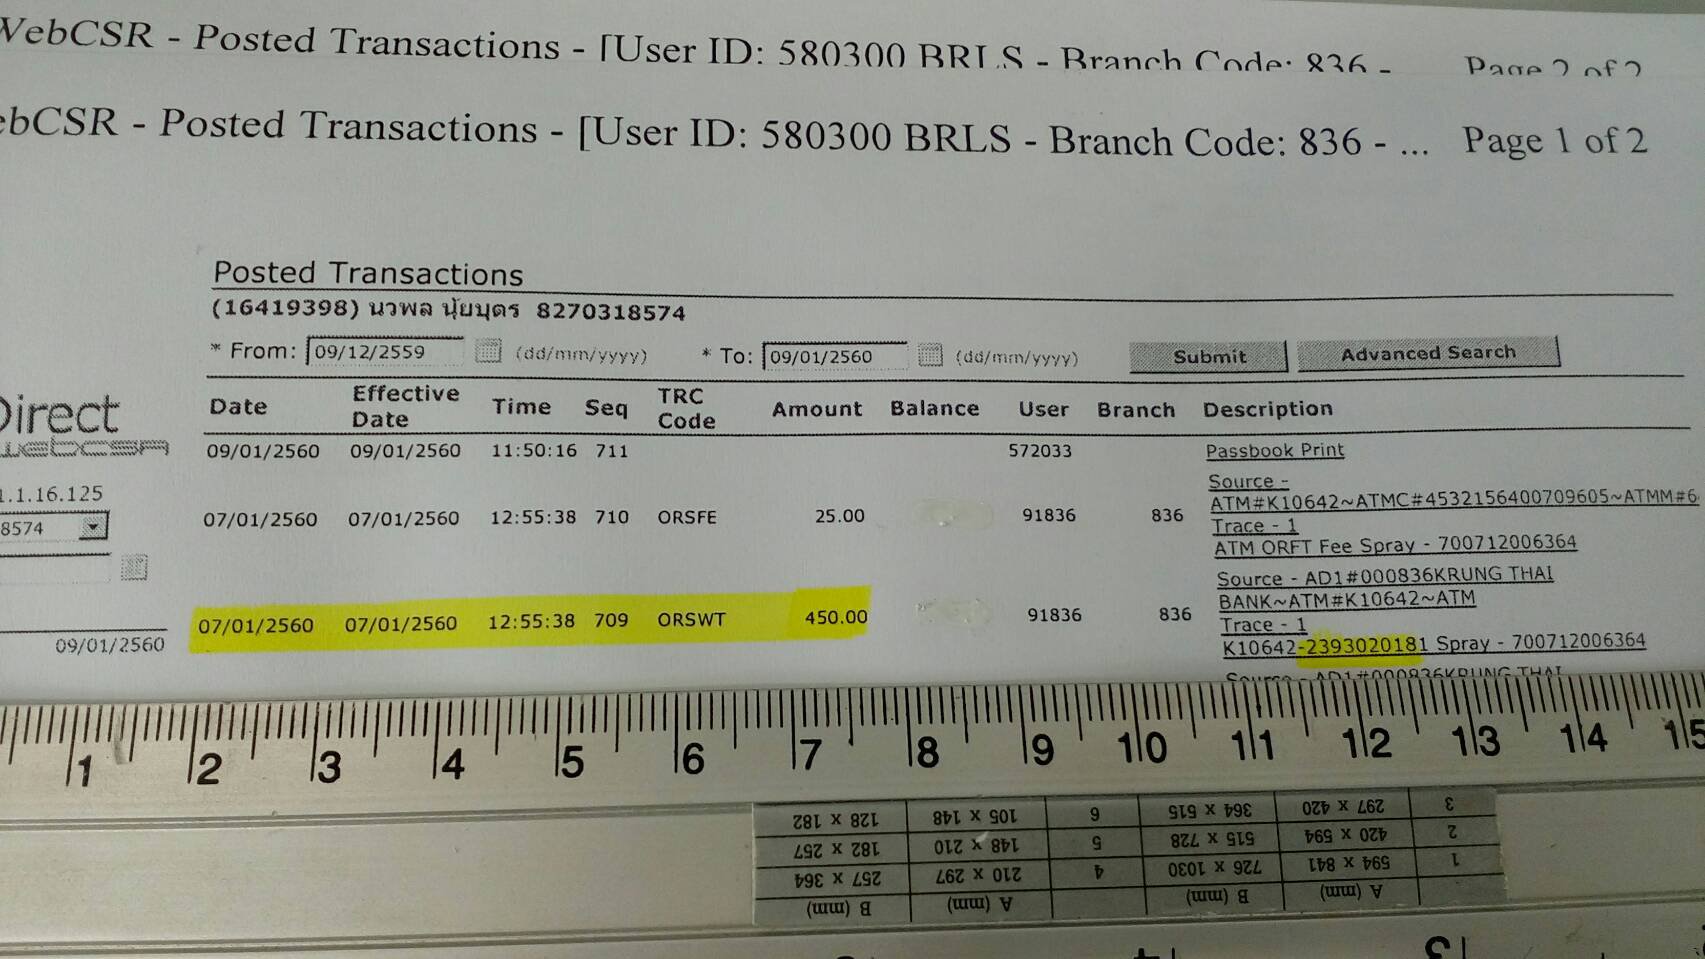 WebCSR - Posted Transactions - [User ID: 580300 BRLS - Branch Code: 836 - Page 2 of 2
ebCSR - Posted Transactions - [User ID: 580300 BRLS - Branch Code: 836 - ... Page 1 of 2
Posted Transactions
(16419398) นวพล นุ้ยบุตร 8270318574
* From: 09/12/2559 (dd/mm/yyyy) * To: 09/01/2560 (dd/mm/yyyy) Submit Advanced Search
Direct
webCSR
1.1.16.125
8574
09/01/2560
Date Effective Date Time Seq TRC Code Amount Balance User Branch Description
09/01/2560 09/01/2560 11:50:16 711 572033 Passbook Print
07/01/2560 07/01/2560 12:55:38 710 ORSFE 25.00 91836 836 Source -
ATM#K10642~ATMC#4532156400709605~ATMM#6
Trace - 1
ATM ORFT Fee Spray - 700712006364
07/01/2560 07/01/2560 12:55:38 709 ORSWT 450.00 91836 836 Source - AD1#000836KRUNG THAI
BANK~ATM#K10642~ATM
Trace - 1
K10642-2393020181 Spray - 700712006364
Source - AD1#000836KRUNG THAI
1 2 3 4 5 6 7 8 9 10 11 12 13 14 15
A (mm) B (mm) A (mm) B (mm)
1 594 x 841 726 x 1030 4 210 x 297 257 x 364
2 420 x 594 515 x 728 5 148 x 210 182 x 257
3 297 x 420 364 x 515 6 105 x 148 128 x 182